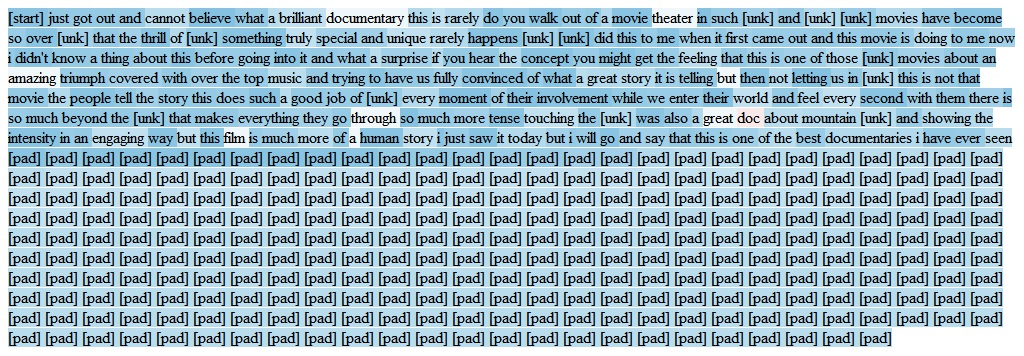 [start] just got out and cannot believe what a brilliant documentary this is rarely do you walk out of a movie theater in such [unk] and [unk] [unk] movies have become
so over [unk] that the thrill of [unk] something truly special and unique rarely happens [unk] [unk] did this to me when it first came out and this movie is doing to me now
i didn't know a thing about this before going into it and what a surprise if you hear the concept you might get the feeling that this is one of those [unk] movies about an
amazing triumph covered with over the top music and trying to have us fully convinced of what a great story it is telling but then not letting us in [unk] this is not that
movie the people tell the story this does such a good job of [unk] every moment of their involvement while we enter their world and feel every second with them there is
so much beyond the [unk] that makes everything they go through so much more tense touching the [unk] was also a great doc about mountain [unk] and showing the
intensity in an engaging way but this film is much more of a human story i just saw it today but i will go and say that this is one of the best documentaries i have ever seen
[pad] [pad] [pad] [pad] [pad] [pad] [pad] [pad] [pad] [pad] [pad] [pad] [pad] [pad] [pad] [pad] [pad] [pad] [pad] [pad] [pad] [pad] [pad] [pad] [pad] [pad] [pad]
[pad] [pad] [pad] [pad] [pad] [pad] [pad] [pad] [pad] [pad] [pad] [pad] [pad] [pad] [pad] [pad] [pad] [pad] [pad] [pad] [pad] [pad] [pad] [pad] [pad] [pad] [pad]
[pad] [pad] [pad] [pad] [pad] [pad] [pad] [pad] [pad] [pad] [pad] [pad] [pad] [pad] [pad] [pad] [pad] [pad] [pad] [pad] [pad] [pad] [pad] [pad] [pad] [pad] [pad]
[pad] [pad] [pad] [pad] [pad] [pad] [pad] [pad] [pad] [pad] [pad] [pad] [pad] [pad] [pad] [pad] [pad] [pad] [pad] [pad] [pad] [pad] [pad] [pad] [pad] [pad] [pad]
[pad] [pad] [pad] [pad] [pad] [pad] [pad] [pad] [pad] [pad] [pad] [pad] [pad] [pad] [pad] [pad] [pad] [pad] [pad] [pad] [pad] [pad] [pad] [pad] [pad] [pad] [pad]
[pad] [pad] [pad] [pad] [pad] [pad] [pad] [pad] [pad] [pad] [pad] [pad] [pad] [pad] [pad] [pad] [pad] [pad] [pad] [pad] [pad] [pad] [pad] [pad] [pad] [pad] [pad]
[pad] [pad] [pad] [pad] [pad] [pad] [pad] [pad] [pad] [pad] [pad] [pad] [pad] [pad] [pad] [pad] [pad] [pad] [pad] [pad] [pad] [pad] [pad] [pad] [pad] [pad] [pad]
[pad] [pad] [pad] [pad] [pad] [pad] [pad] [pad] [pad] [pad] [pad] [pad] [pad] [pad] [pad] [pad] [pad] [pad] [pad] [pad] [pad] [pad] [pad] [pad] [pad] [pad] [pad]
[pad] [pad] [pad] [pad] [pad] [pad] [pad] [pad] [pad] [pad] [pad] [pad] [pad] [pad] [pad] [pad] [pad] [pad] [pad] [pad] [pad] [pad] [pad] [pad] [pad] [pad] [pad]
[pad] [pad] [pad] [pad] [pad] [pad] [pad] [pad] [pad] [pad] [pad] [pad] [pad] [pad] [pad] [pad] [pad] [pad] [pad] [pad] [pad] [pad] [pad] [pad]